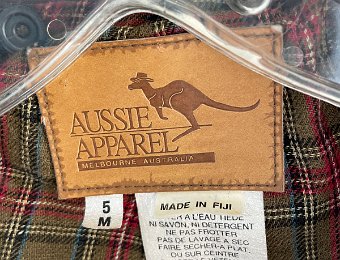 AUSSIE
APPAREL
MELBOURNE AUSTRALIA
5
M
MADE IN FIJI
A L'EAU TIEDE
NI SAVON, NI DETERGENT
NE PAS FROTTER
PAS DE LAVAGE A SEC
FAIRE SECHER A PLAT,
OU SUR CEINTRE